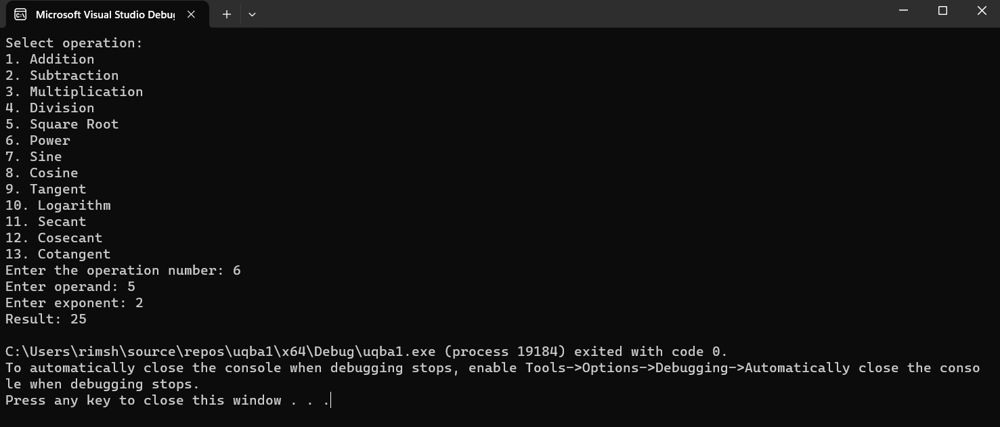 Microsoft Visual Studio Debug
Select operation:
1. Addition
2. Subtraction
3. Multiplication
4. Division
5. Square Root
6. Power
7. Sine
8. Cosine
9. Tangent
10. Logarithm
11. Secant
12. Cosecant
13. Cotangent
Enter the operation number: 6
Enter operand: 5
Enter exponent: 2
Result: 25
C:\Users\rimsh\source\repos\uqba1\x64\Debug\uqba1.exe (process 19184) exited with code 0.
To automatically close the console when debugging stops, enable Tools->Options->Debugging->Automatically close the conso
le when debugging stops.
Press any key to close this window . . .